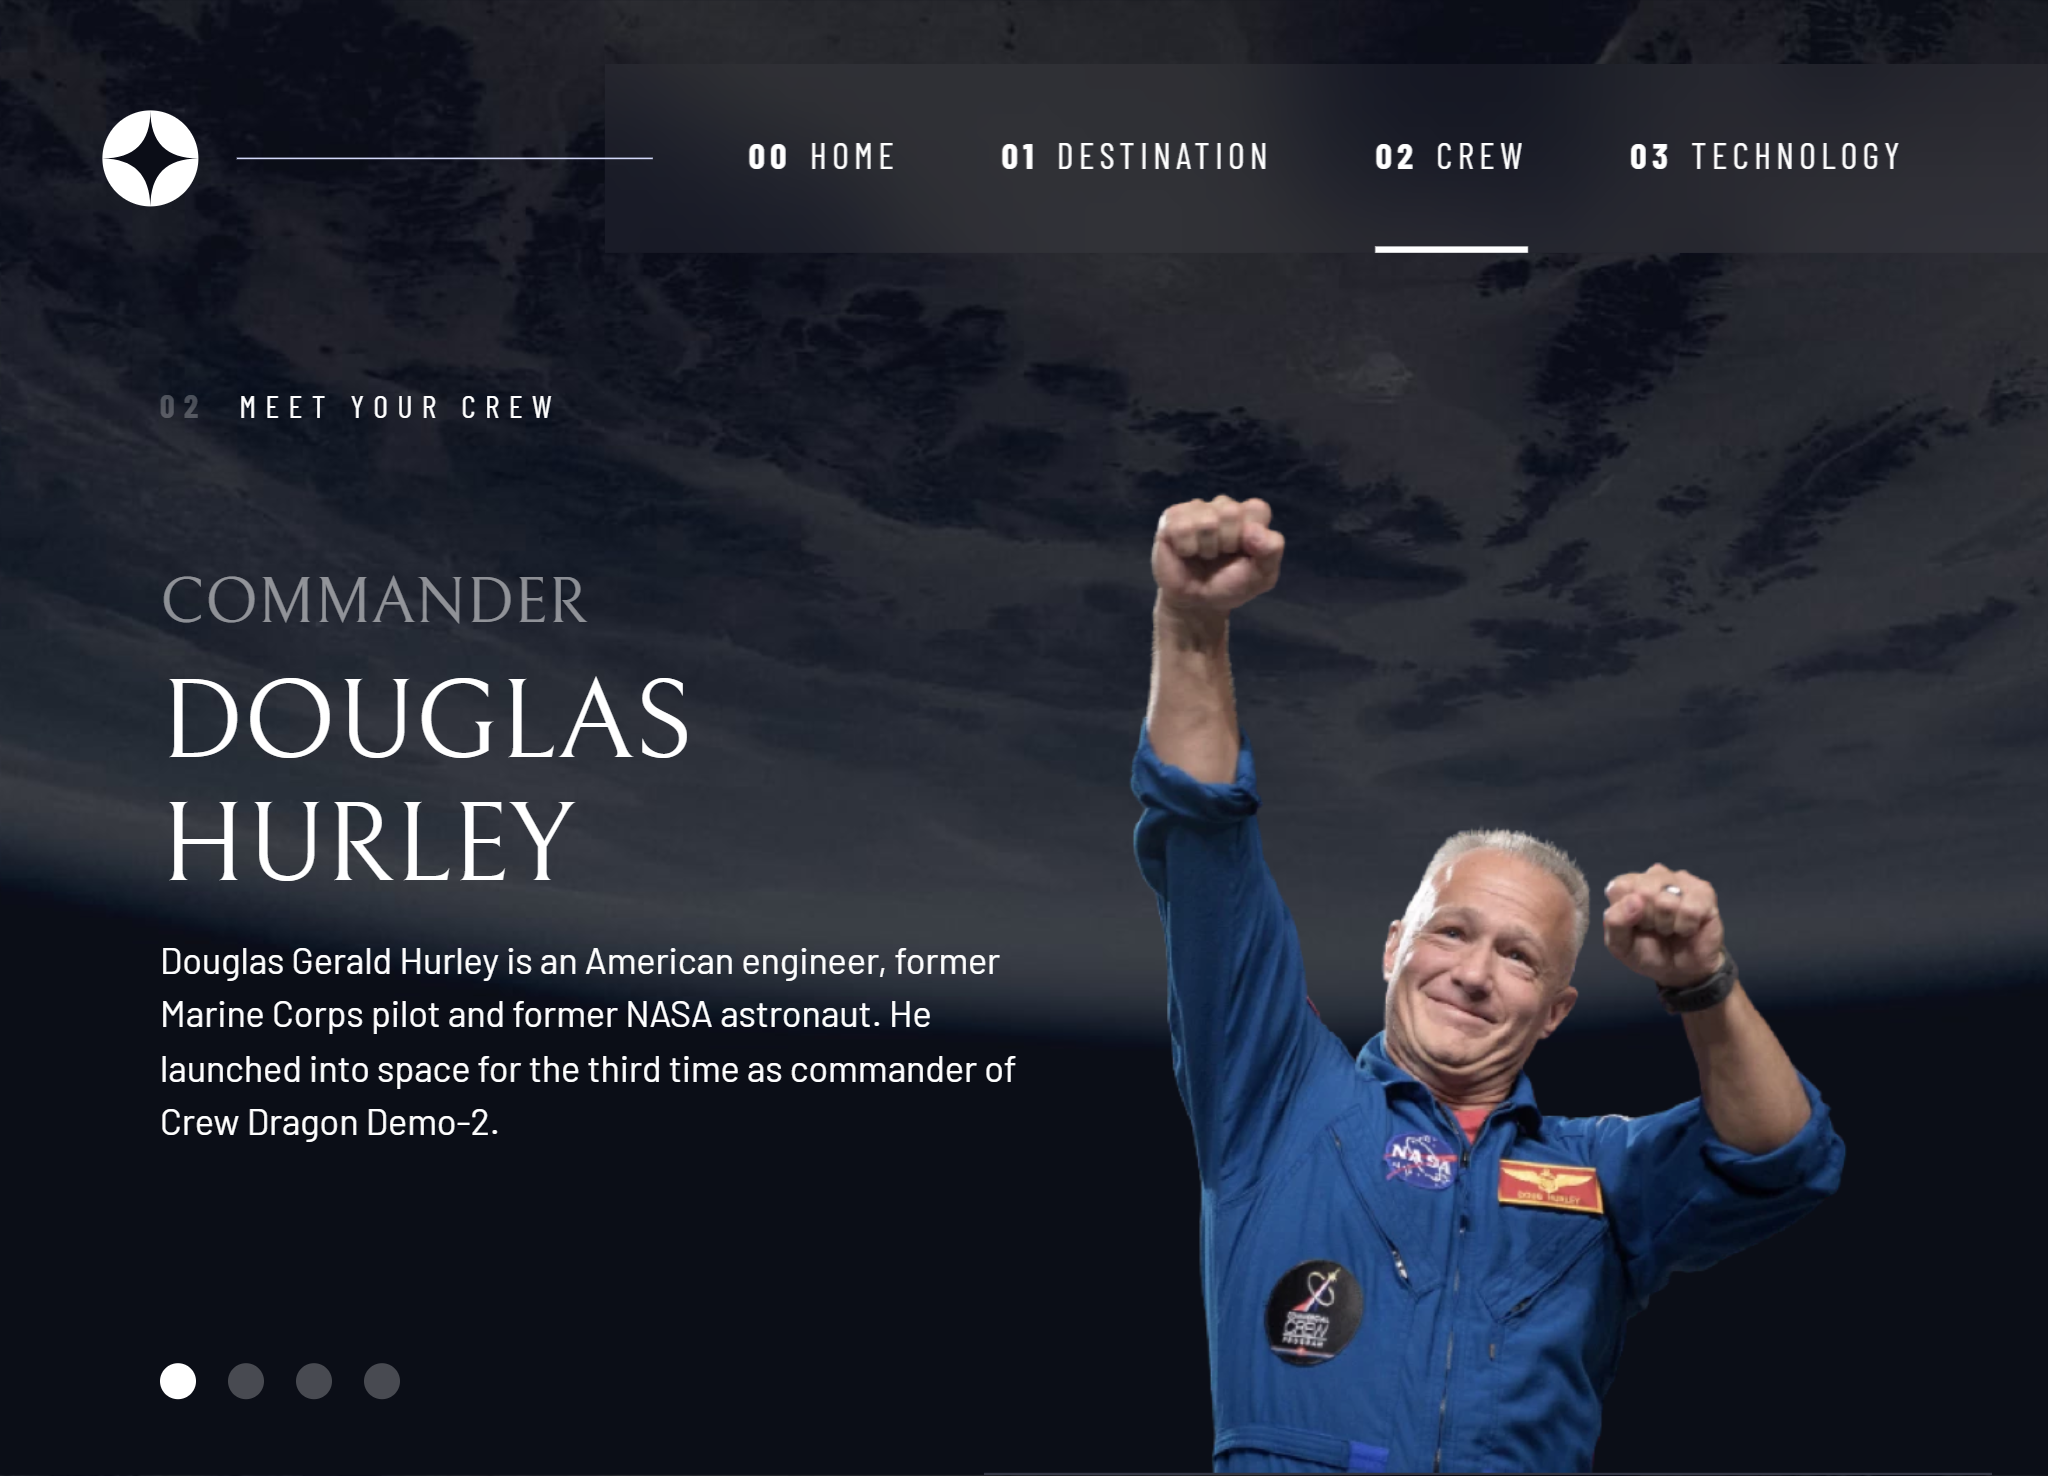 00 HOME 01 DESTINATION 02 CREW 03 TECHNOLOGY
02 MEET YOUR CREW
COMMANDER
DOUGLAS
HURLEY
Douglas Gerald Hurley is an American engineer, former
Marine Corps pilot and former NASA astronaut. He
launched into space for the third time as commander of
Crew Dragon Demo-2.
NASA
DOUG HURLEY
COMMERCIAL
CREW
PROGRAM